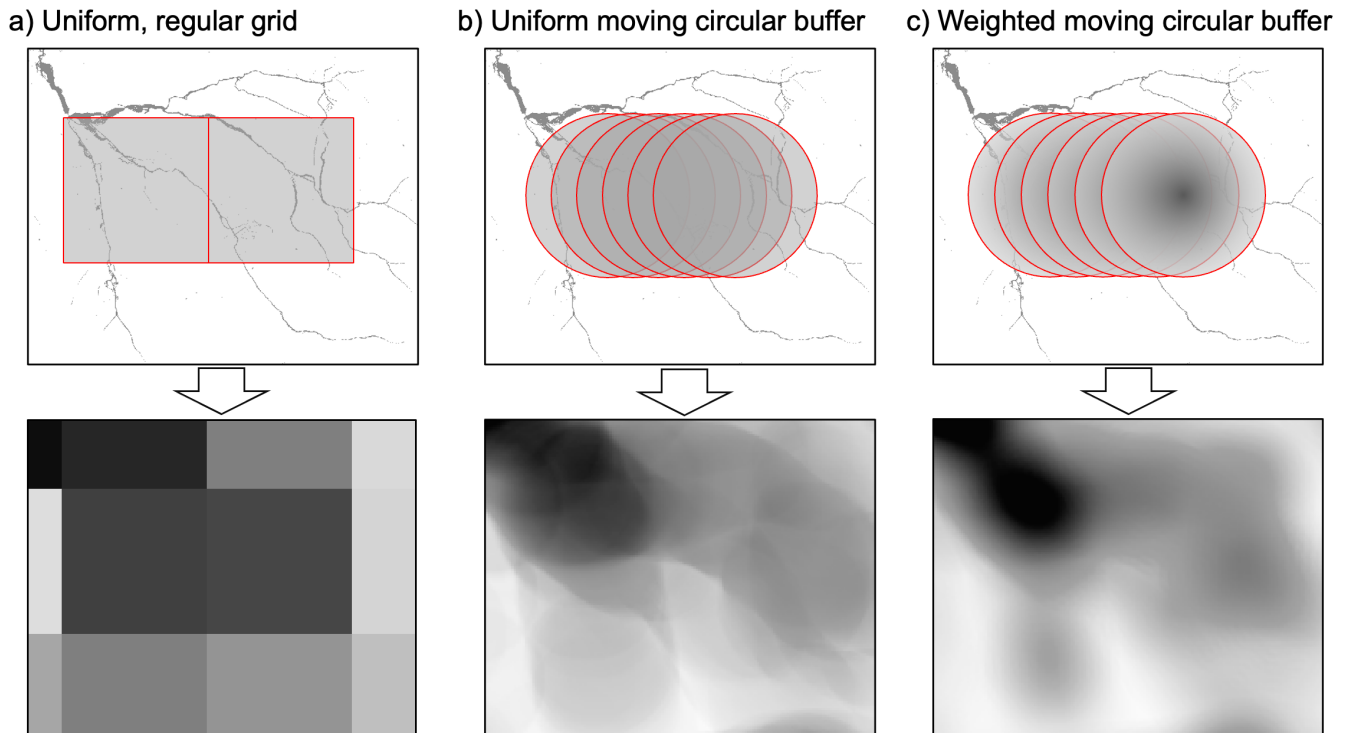 a) Uniform, regular grid
b) Uniform moving circular buffer
c) Weighted moving circular buffer